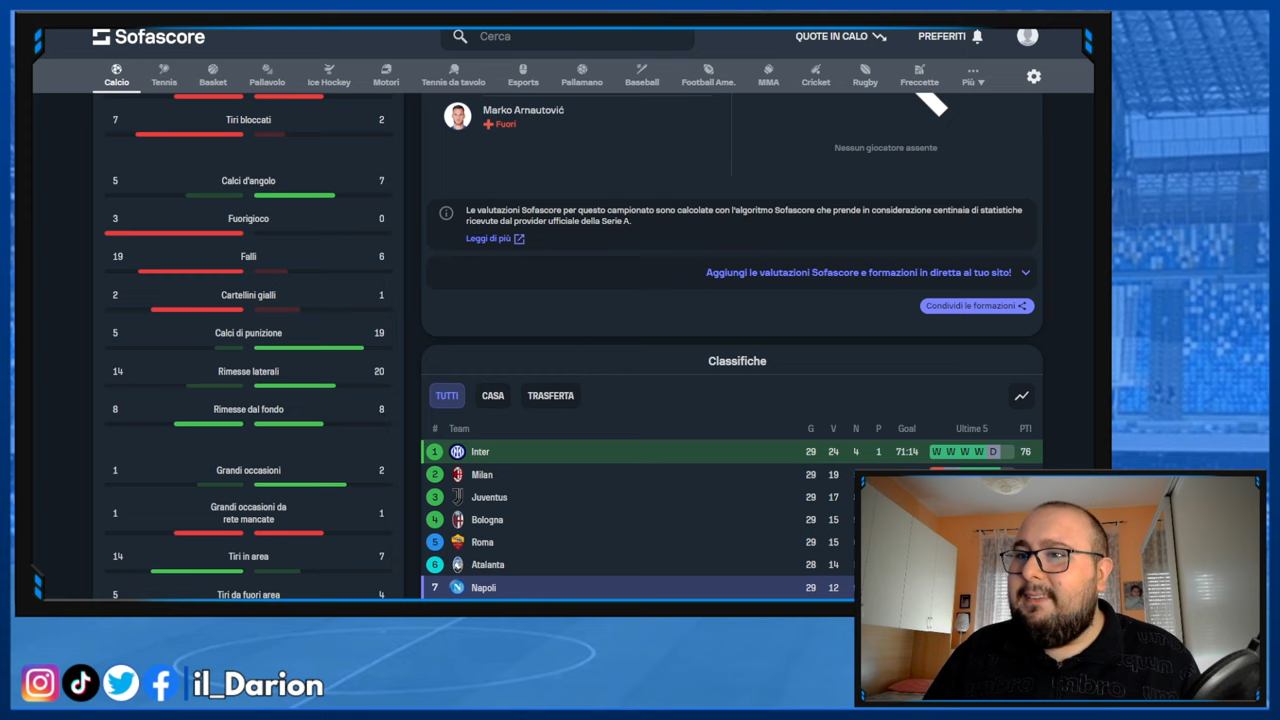 Sofascore
Cerca
QUOTE IN CALO
PREFERITI
Calcio
Tennis
Basket
Pallavolo
Ice Hockey
Motori
Tennis da tavolo
Esports
Pallamano
Baseball
Football Ame.
MMA
Cricket
Rugby
Freccette
Più
7 Tiri bloccati 2
5 Calci d'angolo 7
3 Fuorigioco 0
19 Falli 6
2 Cartellini gialli 1
5 Calci di punizione 19
14 Rimesse laterali 20
8 Rimesse dal fondo 8
1 Grandi occasioni 2
Grandi occasioni da
1 rete mancate 1
14 Tiri in area 7
5 Tiri da fuori area 4
Marko Arnautović
Fuori
Nessun giocatore assente
Le valutazioni Sofascore per questo campionato sono calcolate con l'algoritmo Sofascore che prende in considerazione centinaia di statistiche
ricevute dal provider ufficiale della Serie A.
Leggi di più
Aggiungi le valutazioni Sofascore e formazioni in diretta al tuo sito!
Condividi le formazioni
Classifiche
TUTTI CASA TRASFERTA
# Team G V N P Goal Ultime 5 PTI
1 Inter 29 24 4 1 71:14 W W W W D 76
2 Milan 29 19
3 Juventus 29 17
4 Bologna 29 15
5 Roma 29 15
6 Atalanta 28 14
7 Napoli 29 12
il_Darion